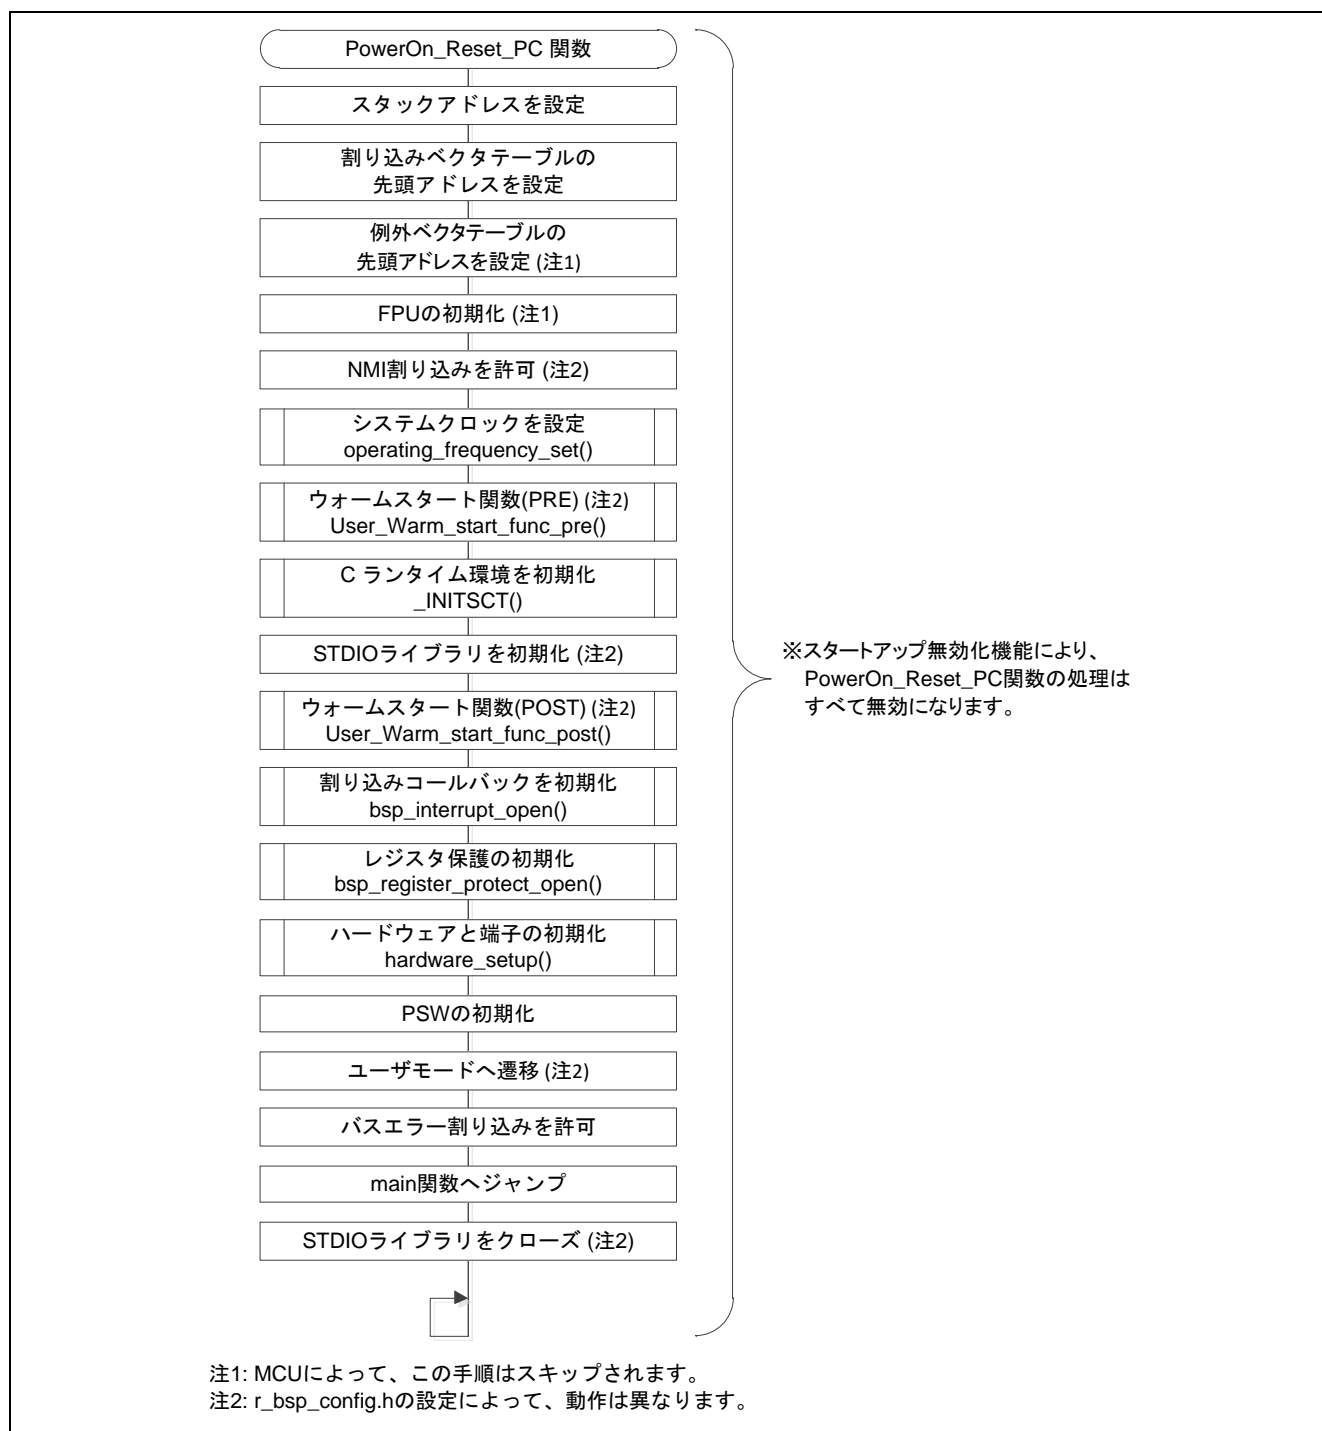 PowerOn_Reset_PC 関数
スタックアドレスを設定
割り込みベクタテーブルの
先頭アドレスを設定
例外ベクタテーブルの
先頭アドレスを設定 (注1)
FPUの初期化 (注1)
NMI割り込みを許可 (注2)
システムクロックを設定
operating_frequency_set()
ウォームスタート関数(PRE) (注2)
User_Warm_start_func_pre()
C ランタイム環境を初期化
_INITSCT()
STDIOライブラリを初期化 (注2)
ウォームスタート関数(POST) (注2)
User_Warm_start_func_post()
割り込みコールバックを初期化
bsp_interrupt_open()
レジスタ保護の初期化
bsp_register_protect_open()
ハードウェアと端子の初期化
hardware_setup()
PSWの初期化
ユーザモードへ遷移 (注2)
バスエラー割り込みを許可
main関数へジャンプ
STDIOライブラリをクローズ (注2)
※スタートアップ無効化機能により、
PowerOn_Reset_PC関数の処理は
すべて無効になります。
注1: MCUによって、この手順はスキップされます。
注2: r_bsp_config.hの設定によって、動作は異なります。